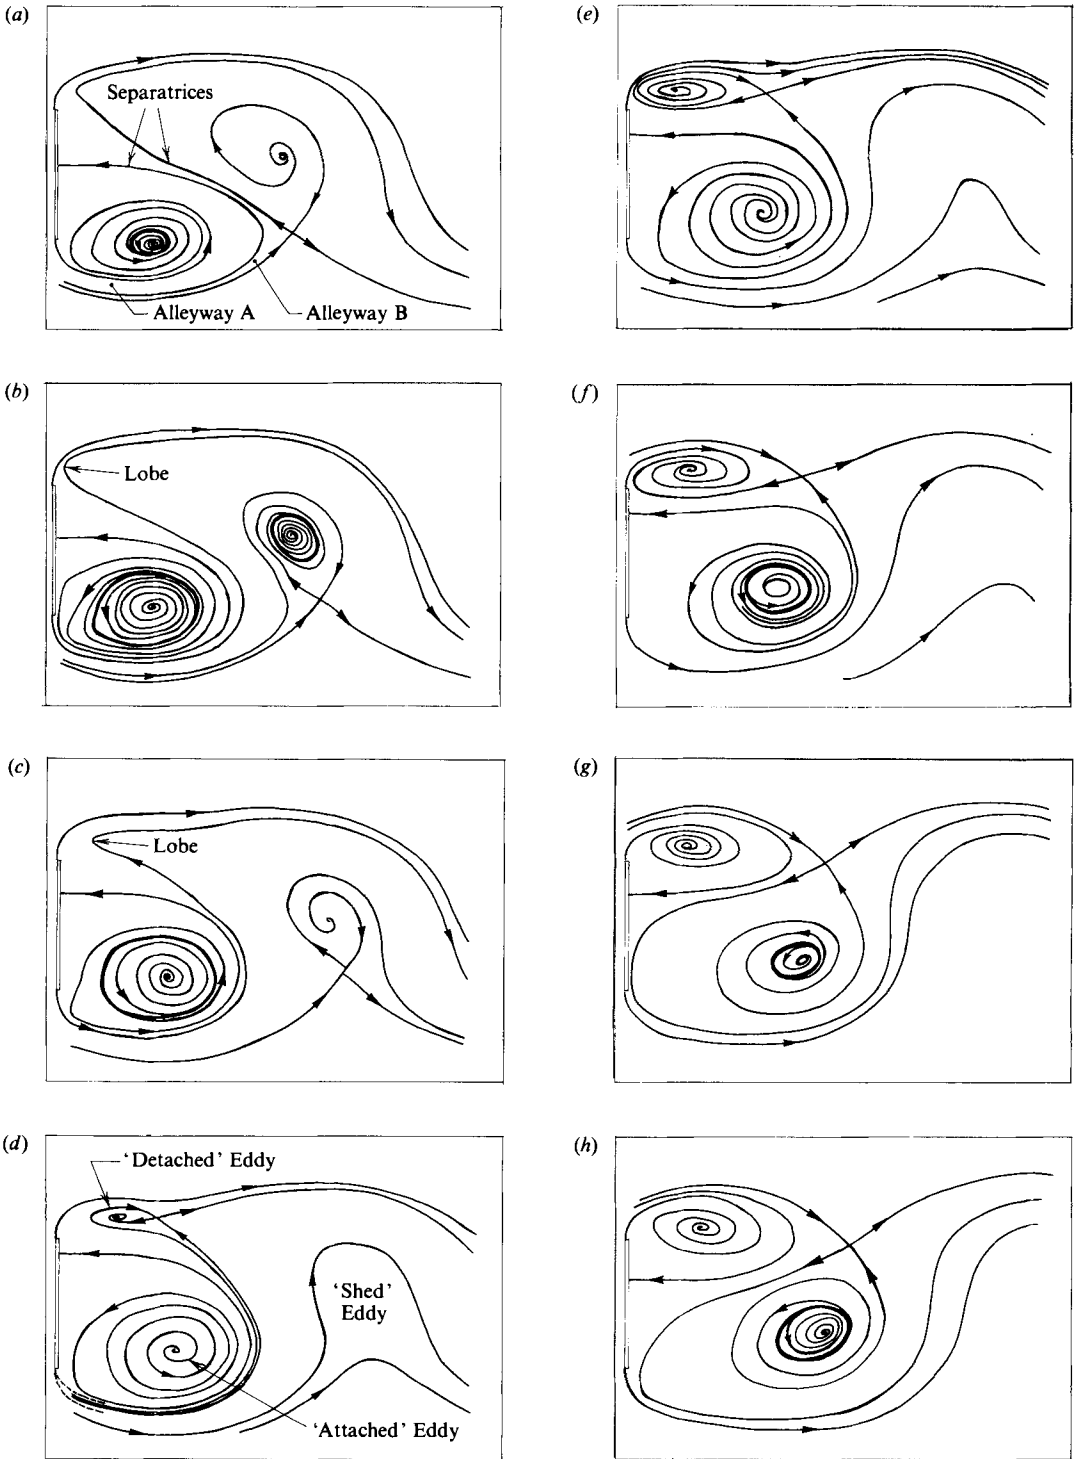 (a)
Separatrices
Alleyway A
Alleyway B
(b)
Lobe
(c)
Lobe
(d)
‘Detached’ Eddy
‘Shed’
Eddy
‘Attached’ Eddy
(e)
(f)
(g)
(h)